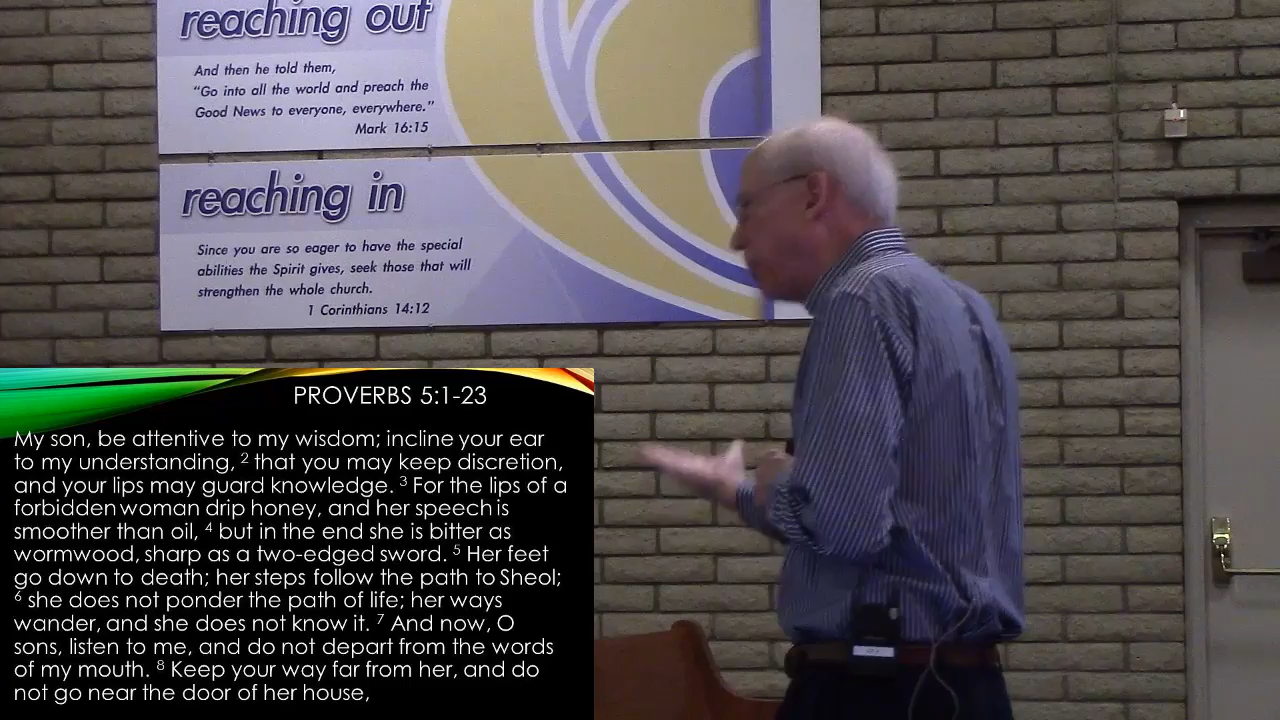 reaching out
And then he told them,
"Go into all the world and preach the
Good News to everyone, everywhere."
Mark 16:15
reaching in
Since you are so eager to have the special
abilities the Spirit gives, seek those that will
strengthen the whole church.
1 Corinthians 14:12
PROVERBS 5:1-23
My son, be attentive to my wisdom; incline your ear
to my understanding, 2 that you may keep discretion,
and your lips may guard knowledge. 3 For the lips of a
forbidden woman drip honey, and her speech is
smoother than oil, 4 but in the end she is bitter as
wormwood, sharp as a two-edged sword. 5 Her feet
go down to death; her steps follow the path to Sheol;
6 she does not ponder the path of life; her ways
wander, and she does not know it. 7 And now, O
sons, listen to me, and do not depart from the words
of my mouth. 8 Keep your way far from her, and do
not go near the door of her house,